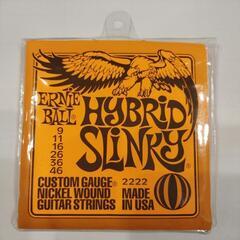 ERNIE
BALL
HYBRID
SLINKY
9
11
16
26
36
46
CUSTOM GAUGE
NICKEL WOUND
GUITAR STRINGS
2222
MADE
IN USA